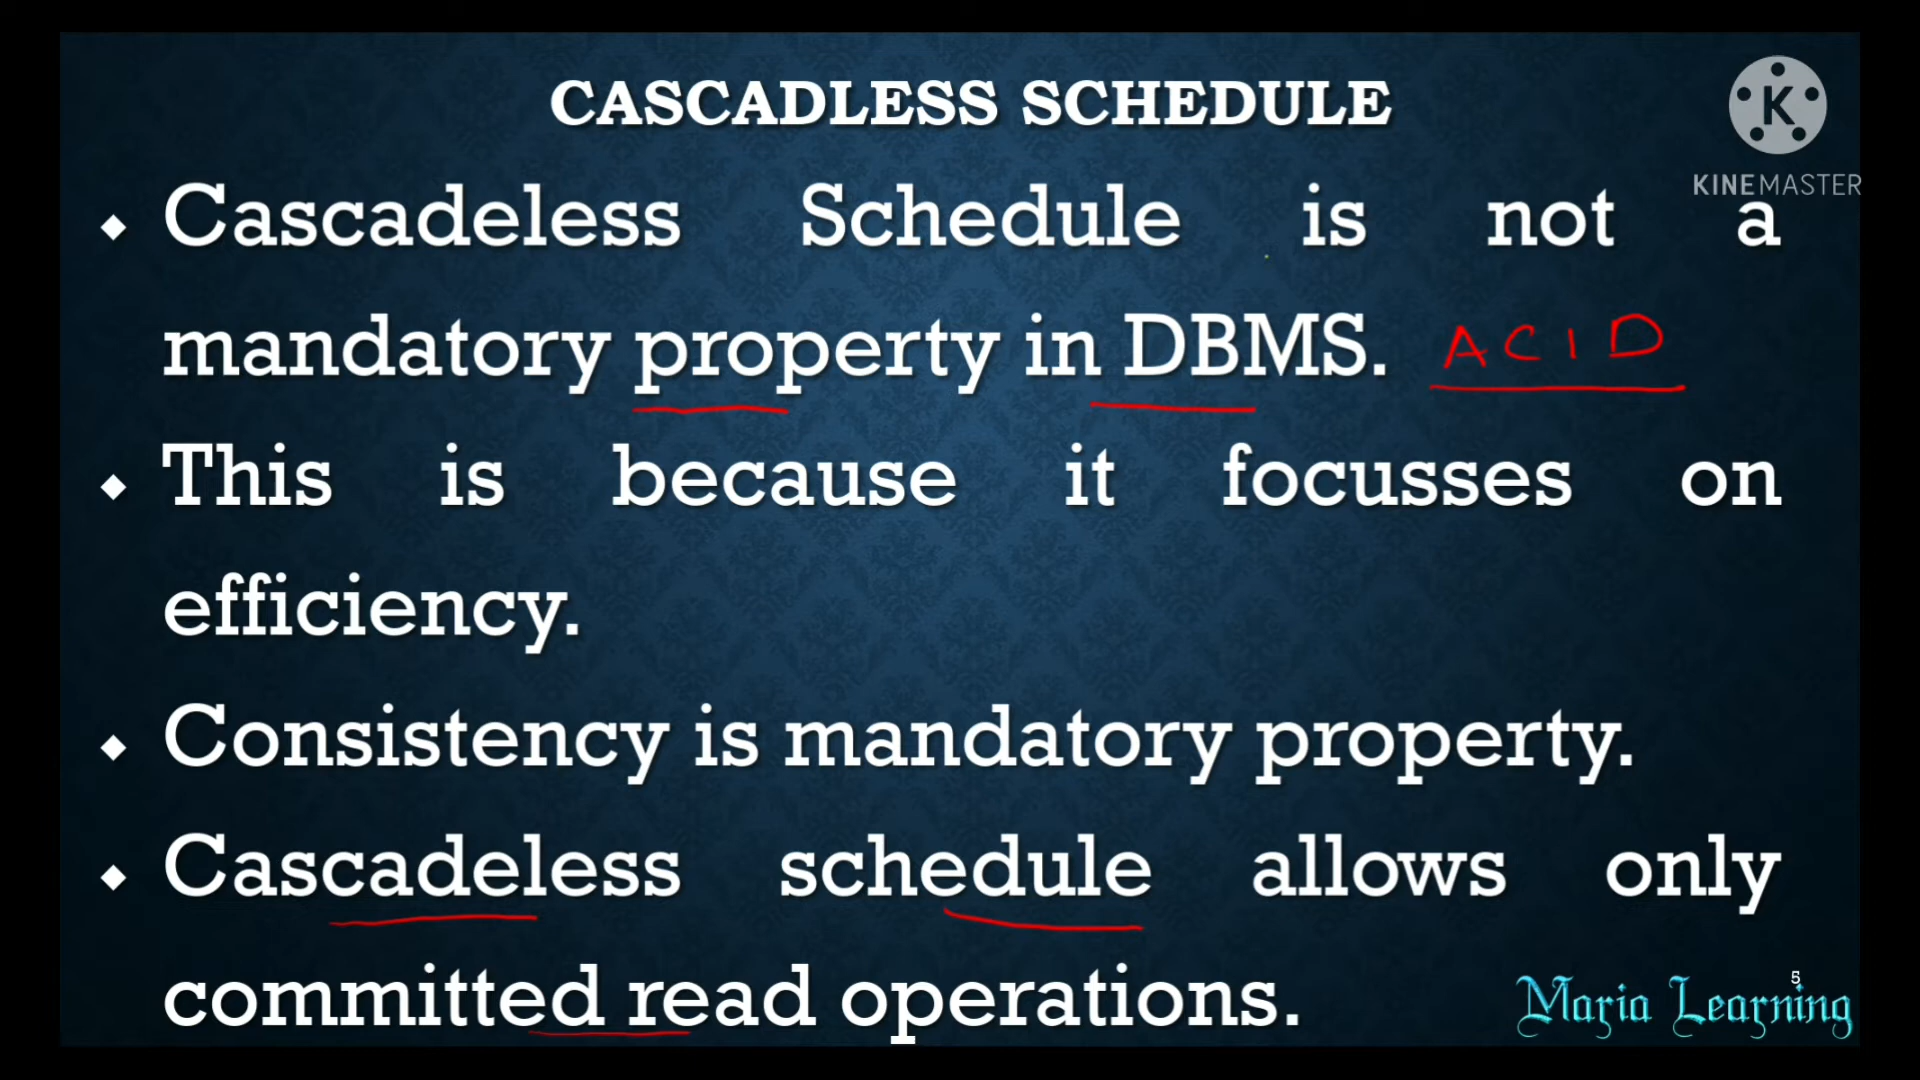 CASCADLESS SCHEDULE
K
KINEMASTER
Cascadeless Schedule is not a
mandatory property in DBMS. ACID
This is because it focusses on
efficiency.
Consistency is mandatory property.
Cascadeless schedule allows only
committed read operations.
5
Maria Learning